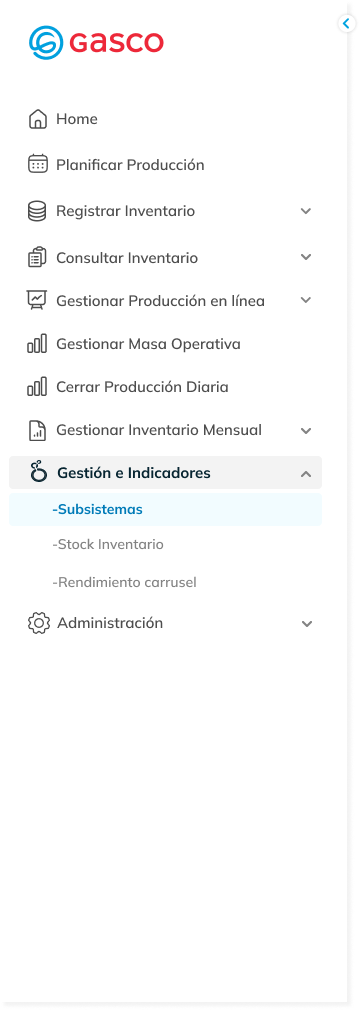 Gasco
Home
Planificar Producción
Registrar Inventario
Consultar Inventario
Gestionar Producción en línea
Gestionar Masa Operativa
Cerrar Producción Diaria
Gestionar Inventario Mensual
Gestión e Indicadores
-Subsistemas
-Stock Inventario
-Rendimiento carrusel
Administración